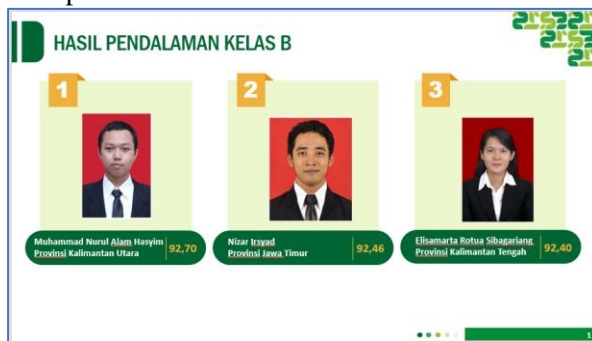 HASIL PENDALAMAN KELAS B
1
2
3
Muhammad Nurul Alam Hasyim
Provinsi Kalimantan Utara
92,70
Nizar Irsyad
Provinsi Jawa Timur
92,46
Elisamarta Rotua Sibagariang
Provinsi Kalimantan Tengah
92,40